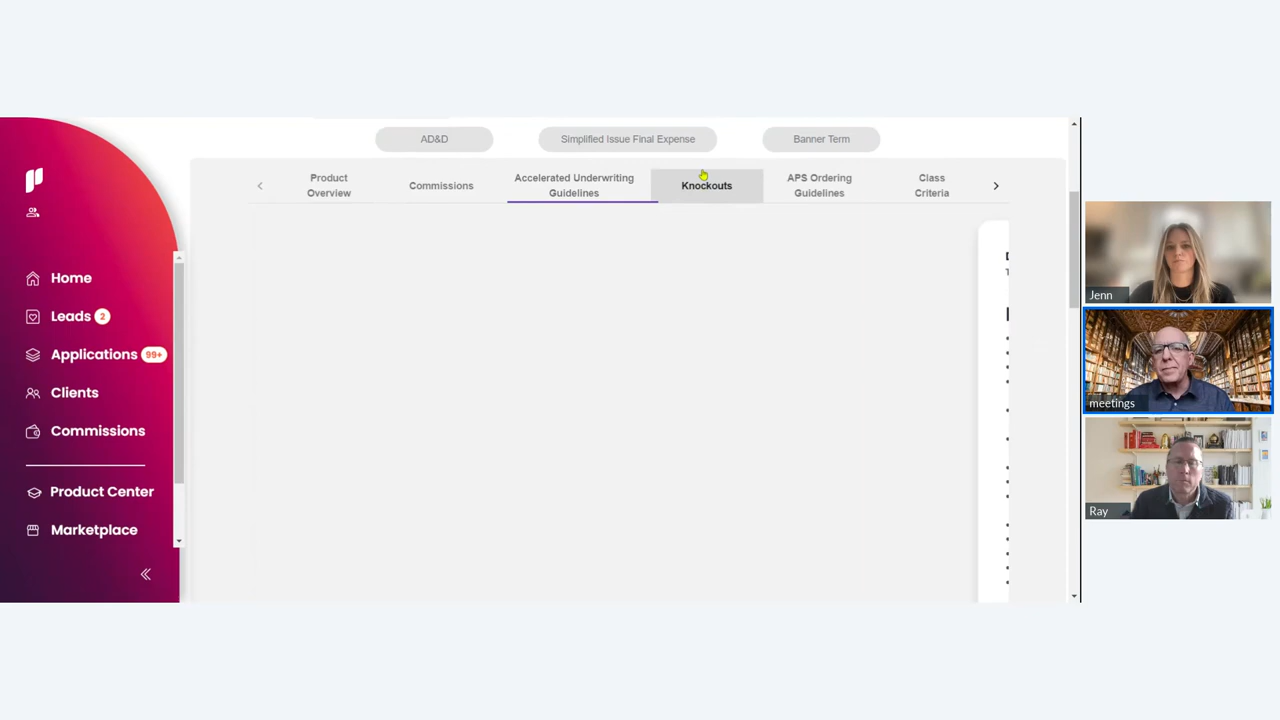 AD&D
Simplified Issue Final Expense
Banner Term
Product
Overview
Commissions
Accelerated Underwriting
Guidelines
Knockouts
APS Ordering
Guidelines
Class
Criteria
Home
Leads 2
Applications 99+
Clients
Commissions
Product Center
Marketplace
Jenn
meetings
Ray